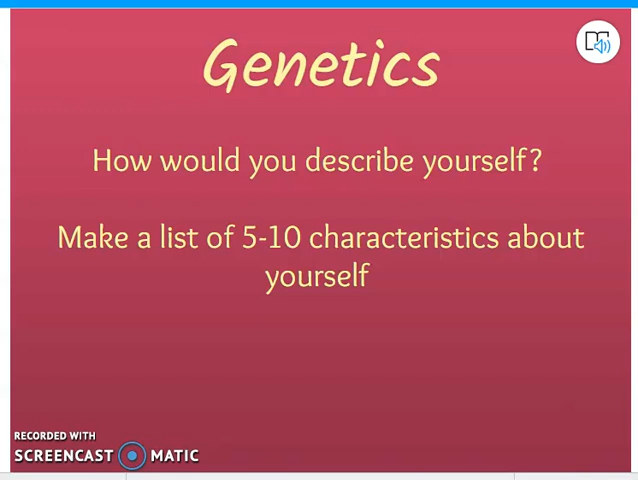 Genetics
How would you describe yourself?
Make a list of 5-10 characteristics about
yourself
RECORDED WITH
SCREENCAST MATIC